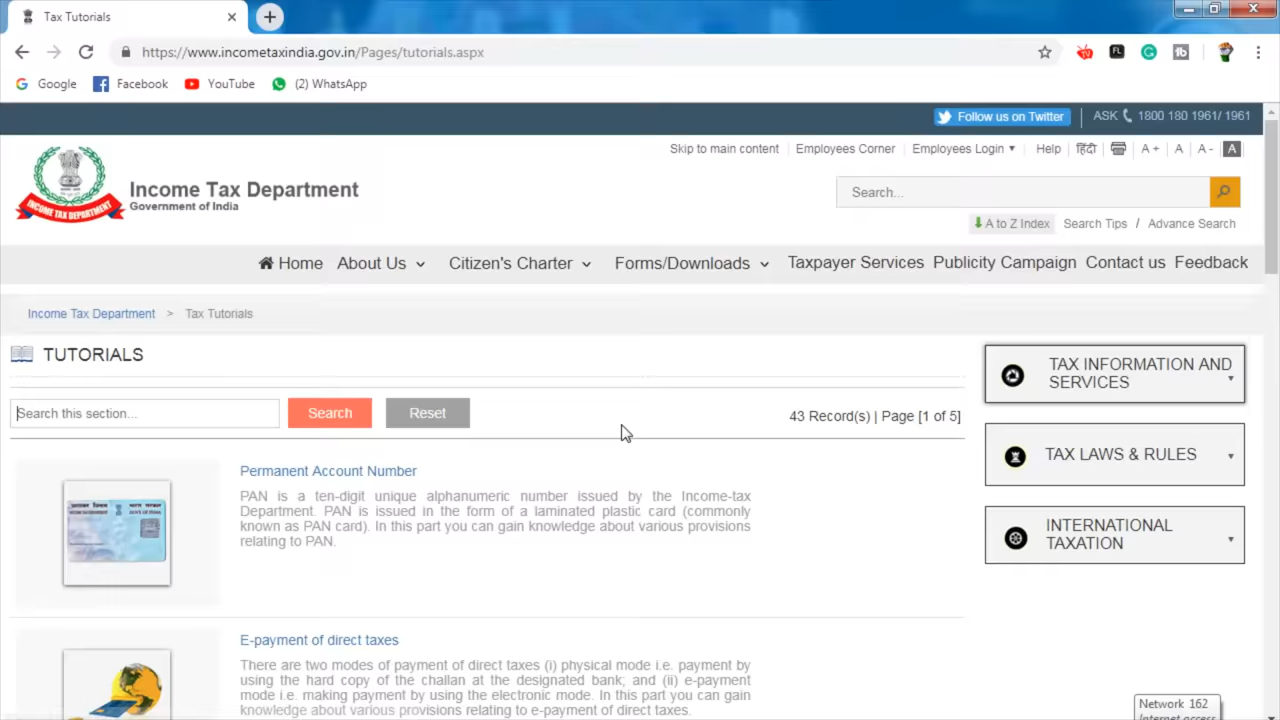 Tax Tutorials
https://www.incometaxindia.gov.in/Pages/tutorials.aspx
Google Facebook YouTube (2) WhatsApp
Follow us on Twitter ASK 1800 180 1961/ 1961
Skip to main content Employees Corner Employees Login Help हिंदी A + A A - A
INCOME TAX DEPARTMENT
Income Tax Department
Government of India
Search...
A to Z Index Search Tips / Advance Search
Home About Us Citizen's Charter Forms/Downloads Taxpayer Services Publicity Campaign Contact us Feedback
Income Tax Department > Tax Tutorials
TUTORIALS
Search this section... Search Reset 43 Record(s) | Page [1 of 5]
TAX INFORMATION AND
SERVICES
TAX LAWS & RULES
INTERNATIONAL
TAXATION
Permanent Account Number
PAN is a ten-digit unique alphanumeric number issued by the Income-tax
Department. PAN is issued in the form of a laminated plastic card (commonly
known as PAN card). In this part you can gain knowledge about various provisions
relating to PAN.
E-payment of direct taxes
There are two modes of payment of direct taxes (i) physical mode i.e. payment by
using the hard copy of the challan at the designated bank; and (ii) e-payment
mode i.e. making payment by using the electronic mode. In this part you can gain
knowledge about various provisions relating to e-payment of direct taxes.
Network 162
Internet access